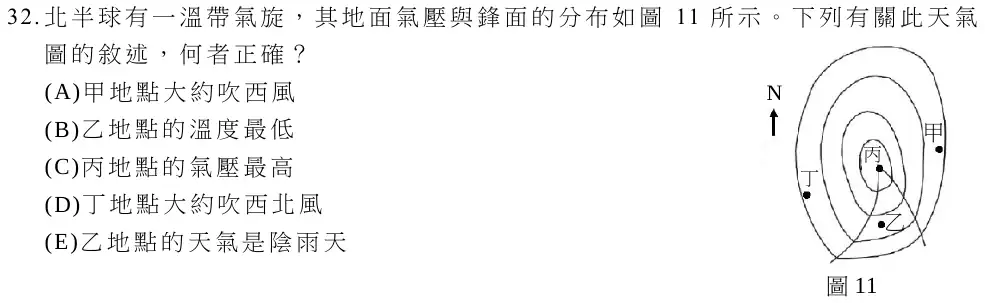 32.北半球有一溫帶氣旋，其地面氣壓與鋒面的分布如圖 11 所示。下列有關此天氣
圖的敘述，何者正確？
(A)甲地點大約吹西風
(B)乙地點的溫度最低
(C)丙地點的氣壓最高
(D)丁地點大約吹西北風
(E)乙地點的天氣是陰雨天
N
甲
丙
丁
乙
圖 11